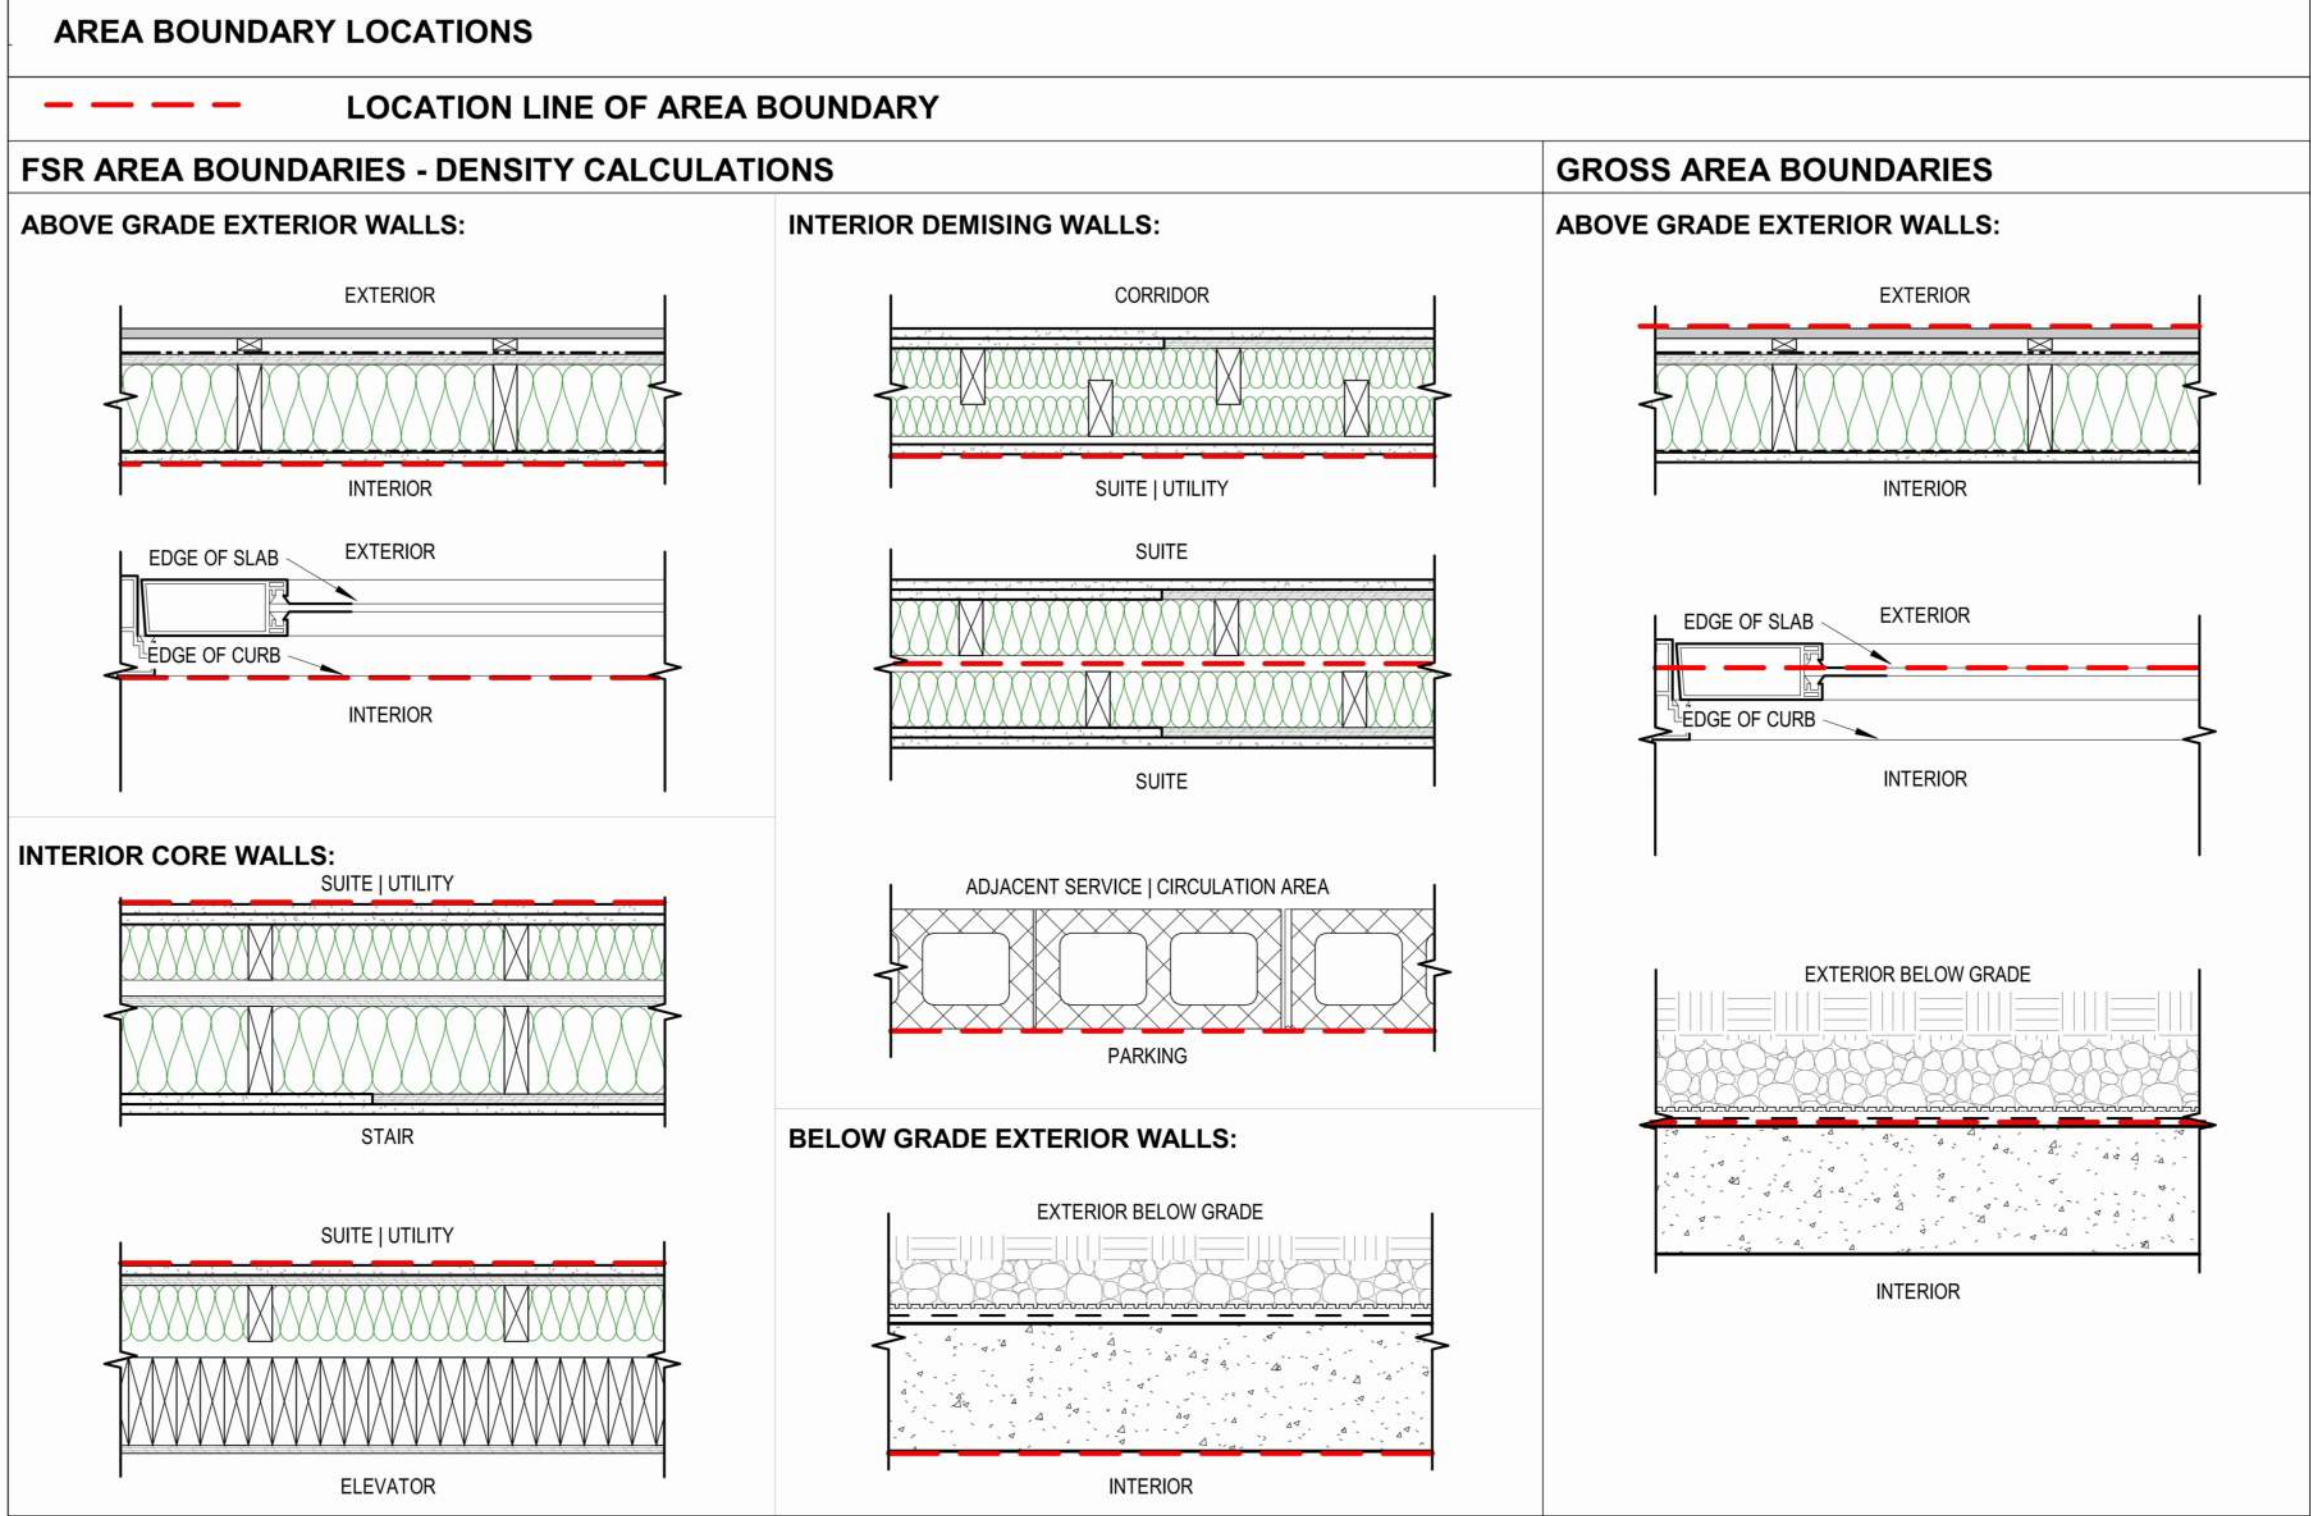 AREA BOUNDARY LOCATIONS
LOCATION LINE OF AREA BOUNDARY
FSR AREA BOUNDARIES - DENSITY CALCULATIONS
ABOVE GRADE EXTERIOR WALLS:
EXTERIOR
INTERIOR
EDGE OF SLAB
EXTERIOR
EDGE OF CURB
INTERIOR
INTERIOR CORE WALLS:
SUITE | UTILITY
STAIR
SUITE | UTILITY
ELEVATOR
INTERIOR DEMISING WALLS:
CORRIDOR
SUITE | UTILITY
SUITE
SUITE
ADJACENT SERVICE | CIRCULATION AREA
PARKING
BELOW GRADE EXTERIOR WALLS:
EXTERIOR BELOW GRADE
INTERIOR
GROSS AREA BOUNDARIES
ABOVE GRADE EXTERIOR WALLS:
EXTERIOR
INTERIOR
EDGE OF SLAB
EXTERIOR
EDGE OF CURB
INTERIOR
EXTERIOR BELOW GRADE
INTERIOR